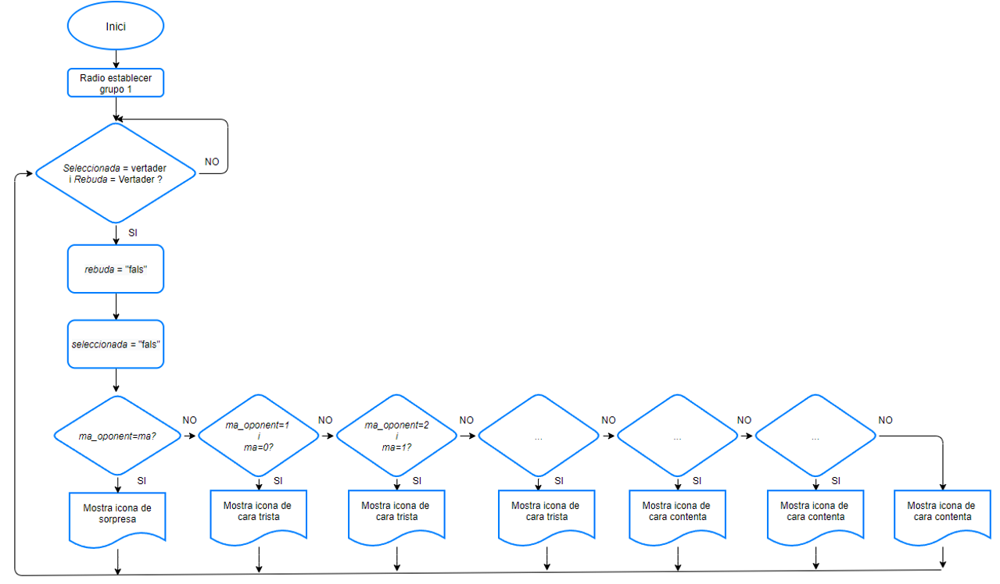 Inici
Radio establecer
grupo 1
Seleccionada = vertader
i Rebuda = Vertader ?
NO
SI
rebuda = "fals"
seleccionada = "fals"
ma_oponent=ma?
NO
ma_oponent=1
i
ma=0?
NO
ma_oponent=2
i
ma=1?
NO
...
NO
...
NO
...
NO
SI
SI
SI
SI
SI
SI
Mostra icona de
sorpresa
Mostra icona de
cara trista
Mostra icona de
cara trista
Mostra icona de
cara trista
Mostra icona de
cara contenta
Mostra icona de
cara contenta
Mostra icona de
cara contenta